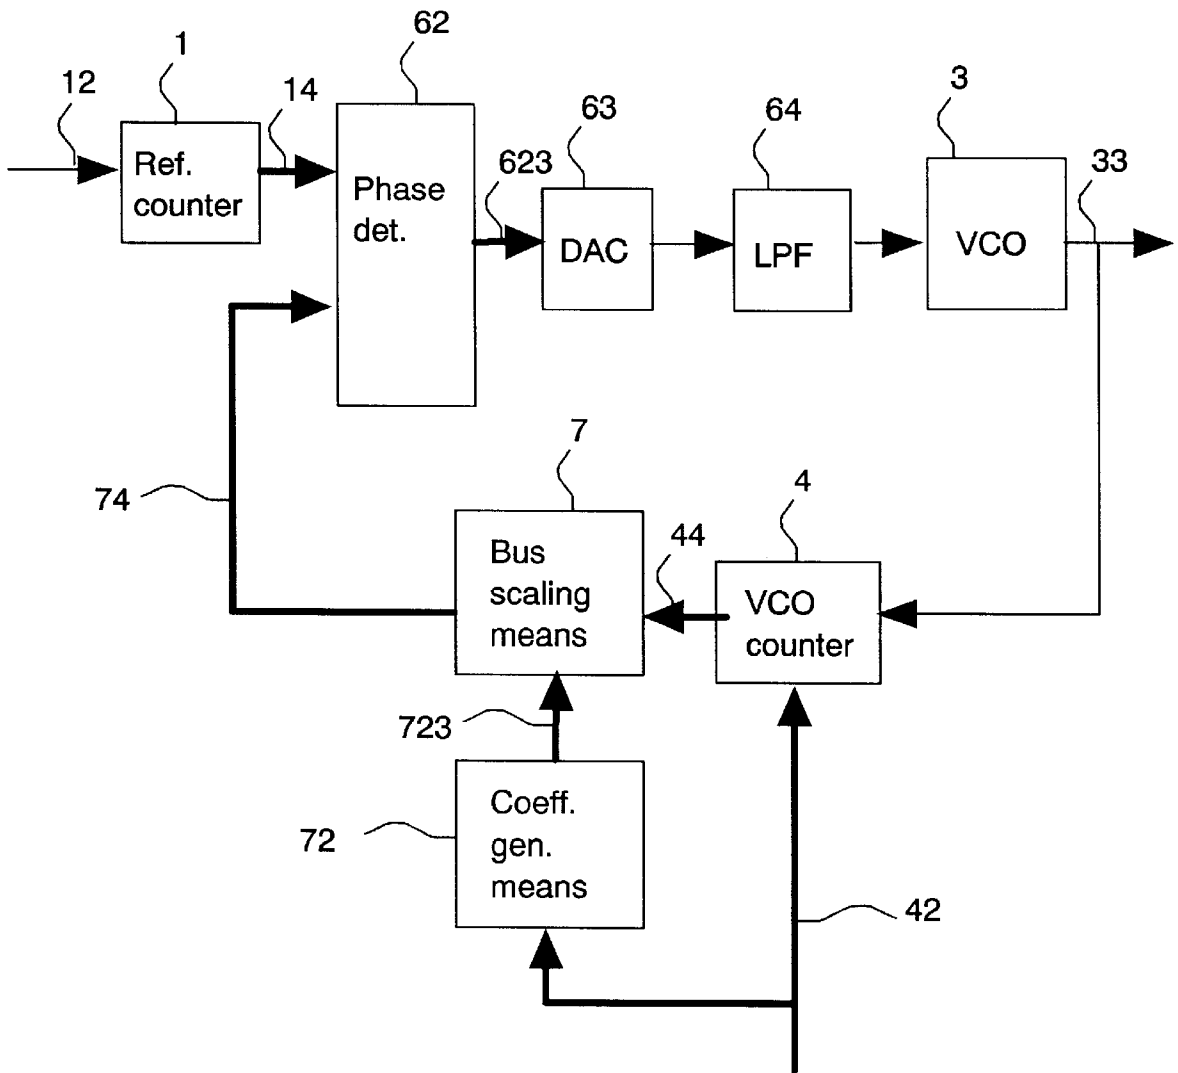 1
62
12
14
63
64
3
Ref.
counter
Phase
det.
623
DAC
LPF
VCO
33
74
7
44
4
Bus
scaling
means
VCO
counter
723
72
Coeff.
gen.
means
42